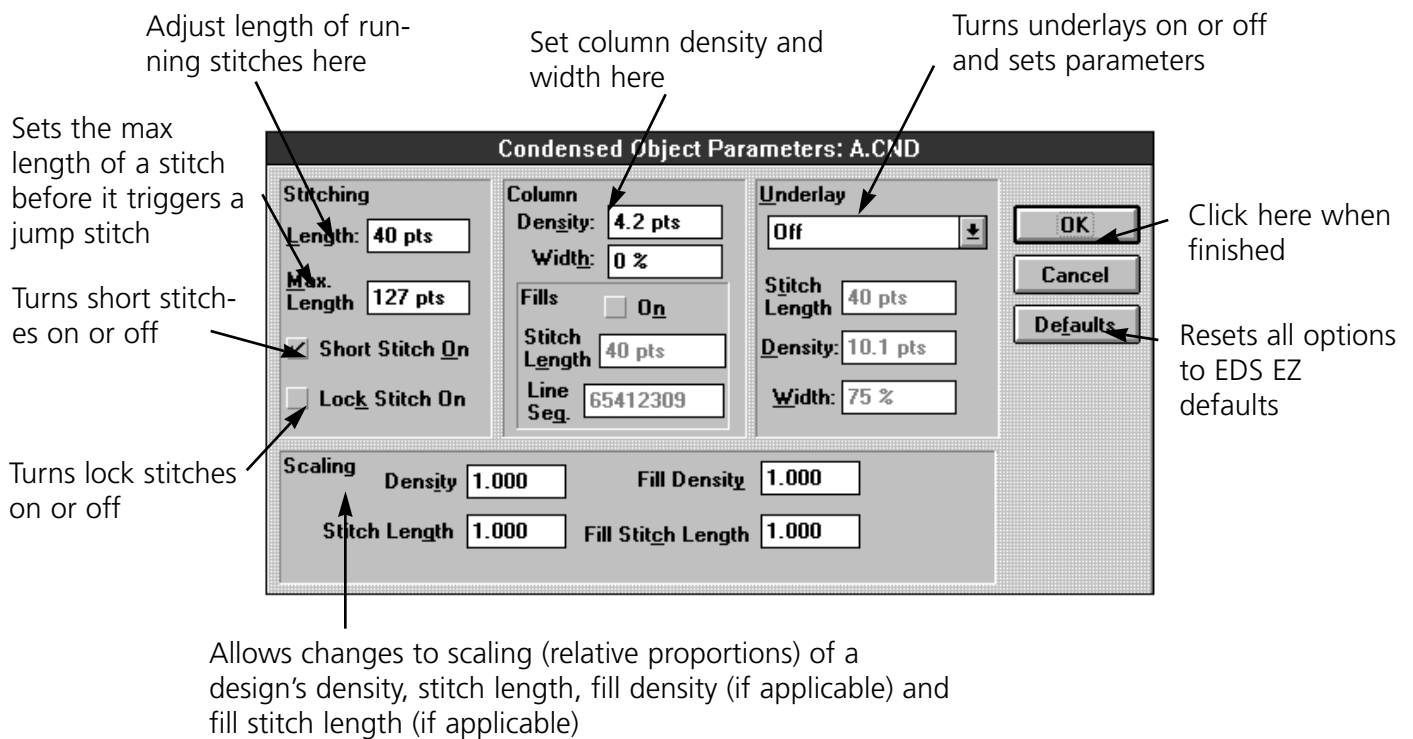 Adjust length of run-
ning stitches here
Set column density and
width here
Turns underlays on or off
and sets parameters
Sets the max
length of a stitch
before it triggers a
jump stitch
Turns short stitch-
es on or off
Turns lock stitches
on or off
Condensed Object Parameters: A.CND
Stitching
Length: 40 pts
Max.
Length 127 pts
Short Stitch On
Lock Stitch On
Column
Density: 4.2 pts
Width: 0 %
Fills
On
Stitch
Length 40 pts
Line
Seq. 65412309
Underlay
Off
Stitch
Length 40 pts
Density: 10.1 pts
Width: 75 %
OK
Cancel
Defaults
Click here when
finished
Resets all options
to EDS EZ
defaults
Scaling
Density 1.000 Fill Density 1.000
Stitch Length 1.000 Fill Stitch Length 1.000
Allows changes to scaling (relative proportions) of a
design’s density, stitch length, fill density (if applicable) and
fill stitch length (if applicable)